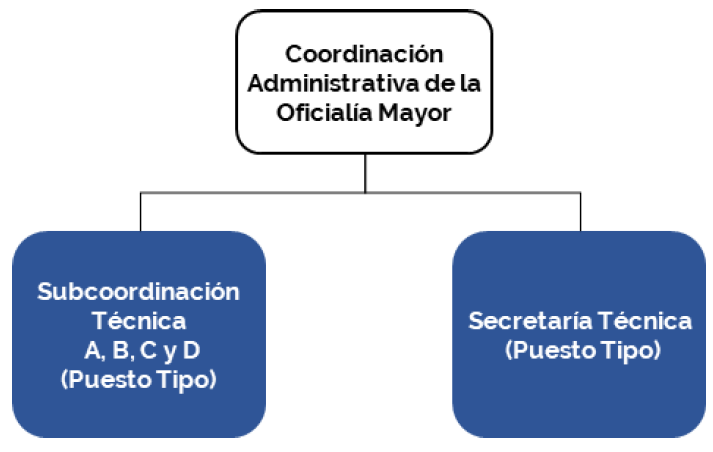 Coordinación
Administrativa de la
Oficialía Mayor
Subcoordinación
Técnica
A, B, C y D
(Puesto Tipo)
Secretaría Técnica
(Puesto Tipo)